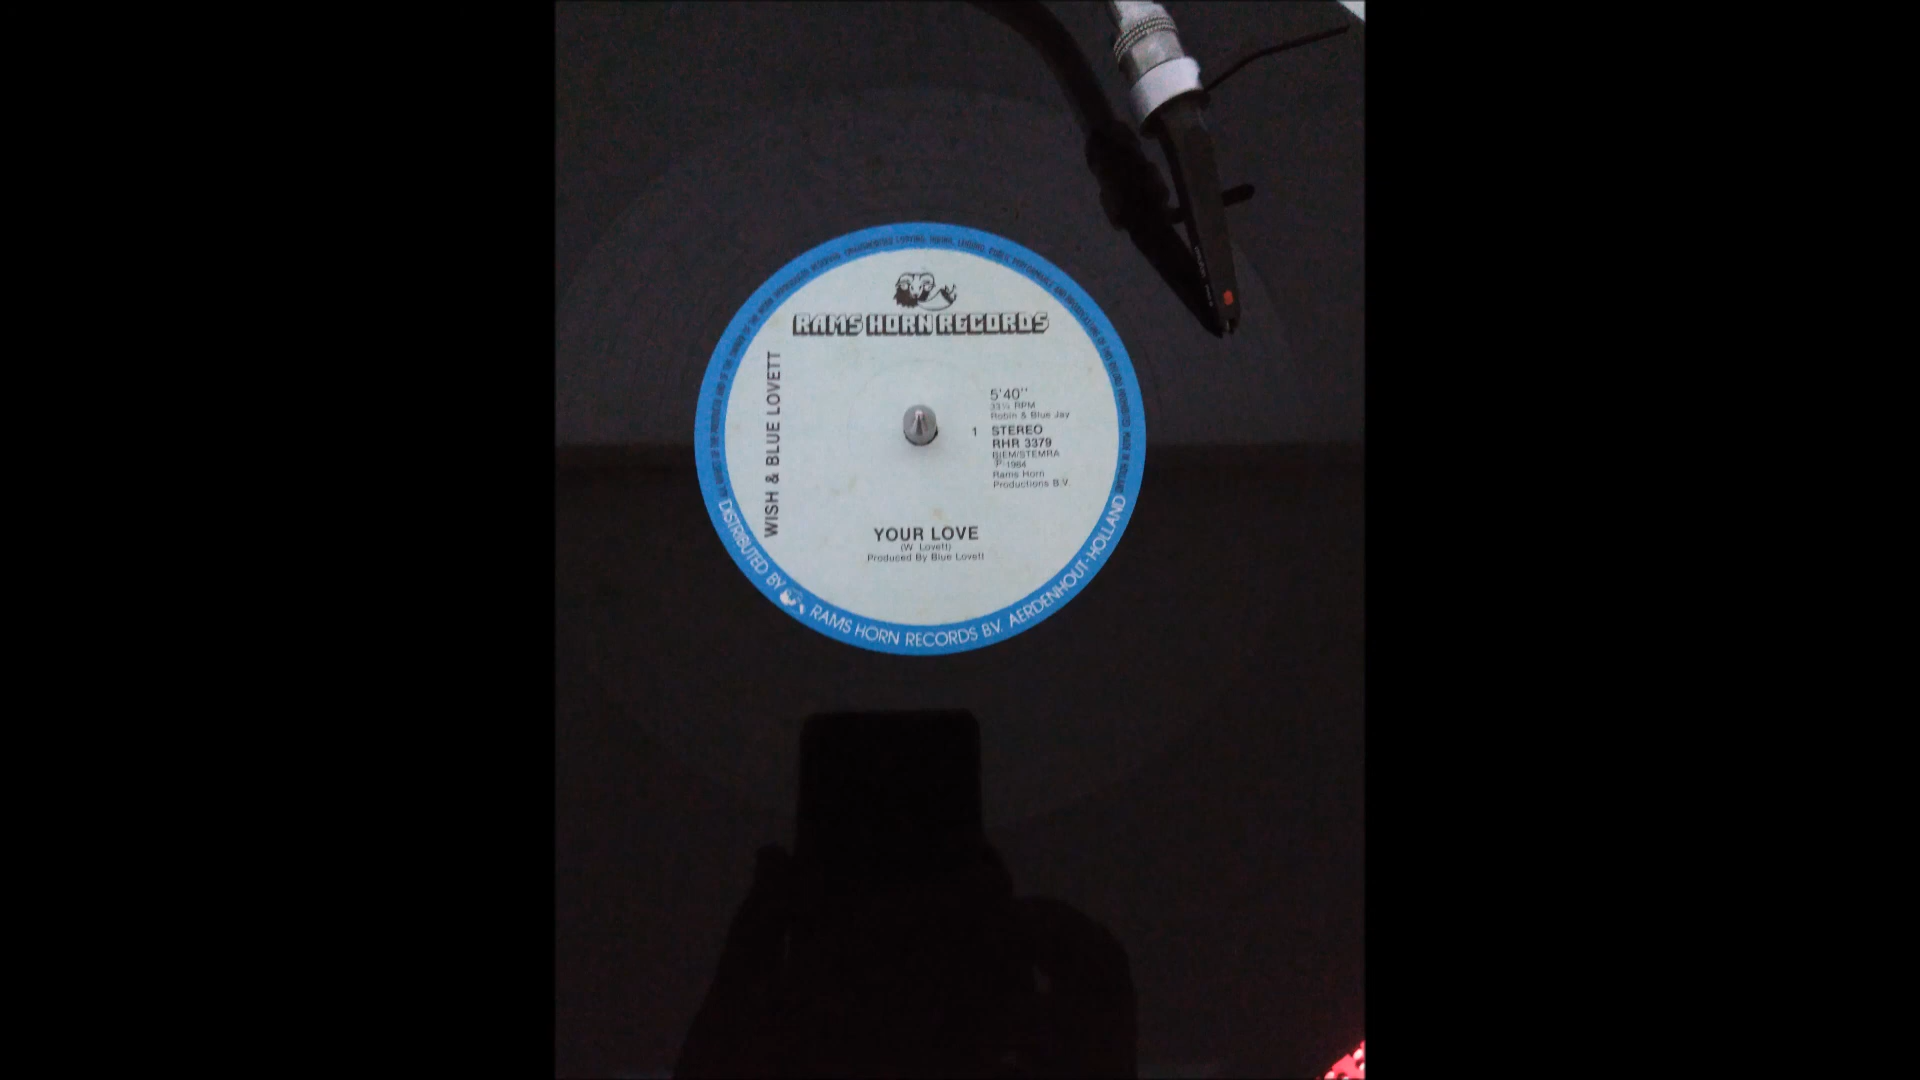 RAMS HORN RECORDS
WISH & BLUE LOVETT
5'40"
33⅓ RPM
Robin & Blue Jay
1 STEREO
RHR 3379
BIEM/STEMRA
℗ 1984
Rams Horn
Productions B.V.
YOUR LOVE
(W. Lovett)
Produced By Blue Lovett
DISTRIBUTED BY RAMS HORN RECORDS B.V. AERDENHOUT-HOLLAND